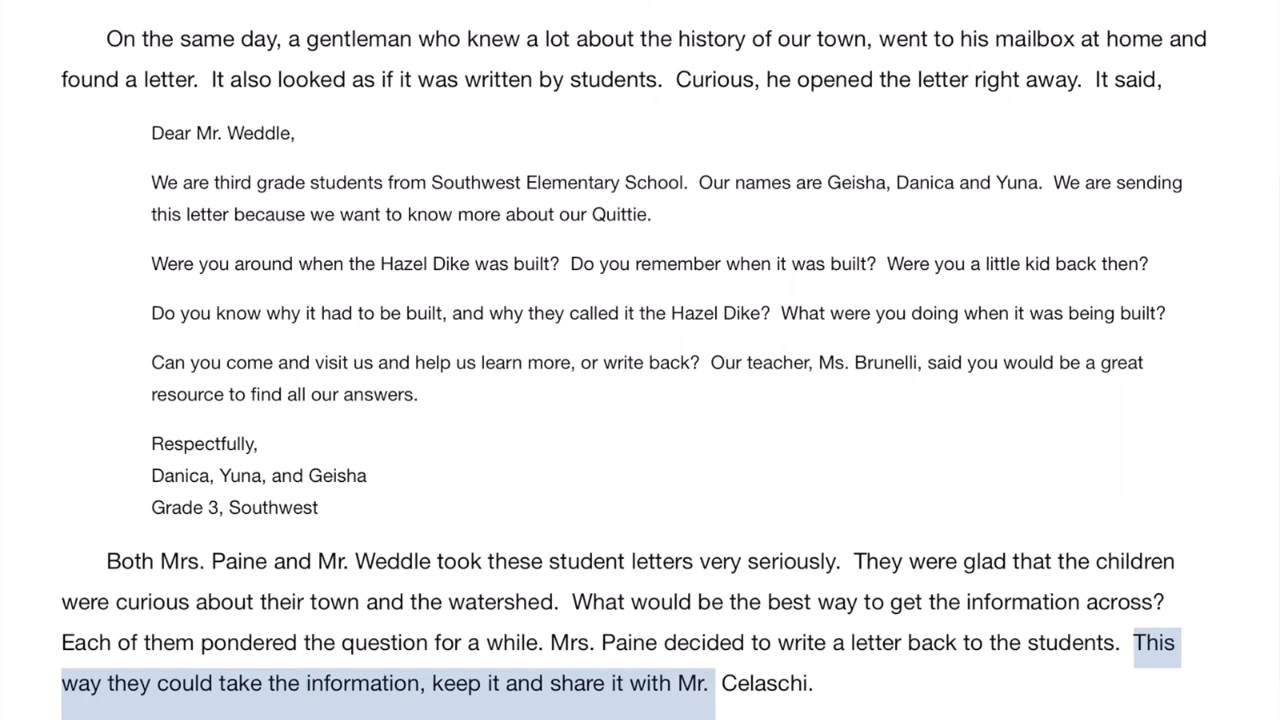 On the same day, a gentleman who knew a lot about the history of our town, went to his mailbox at home and
found a letter.  It also looked as if it was written by students.  Curious, he opened the letter right away.  It said,
Dear Mr. Weddle,
We are third grade students from Southwest Elementary School.  Our names are Geisha, Danica and Yuna.  We are sending
this letter because we want to know more about our Quittie.
Were you around when the Hazel Dike was built?  Do you remember when it was built?  Were you a little kid back then?
Do you know why it had to be built, and why they called it the Hazel Dike?  What were you doing when it was being built?
Can you come and visit us and help us learn more, or write back?  Our teacher, Ms. Brunelli, said you would be a great
resource to find all our answers.
Respectfully,
Danica, Yuna, and Geisha
Grade 3, Southwest
Both Mrs. Paine and Mr. Weddle took these student letters very seriously.  They were glad that the children
were curious about their town and the watershed.  What would be the best way to get the information across?
Each of them pondered the question for a while. Mrs. Paine decided to write a letter back to the students.  This
way they could take the information, keep it and share it with Mr.  Celaschi.